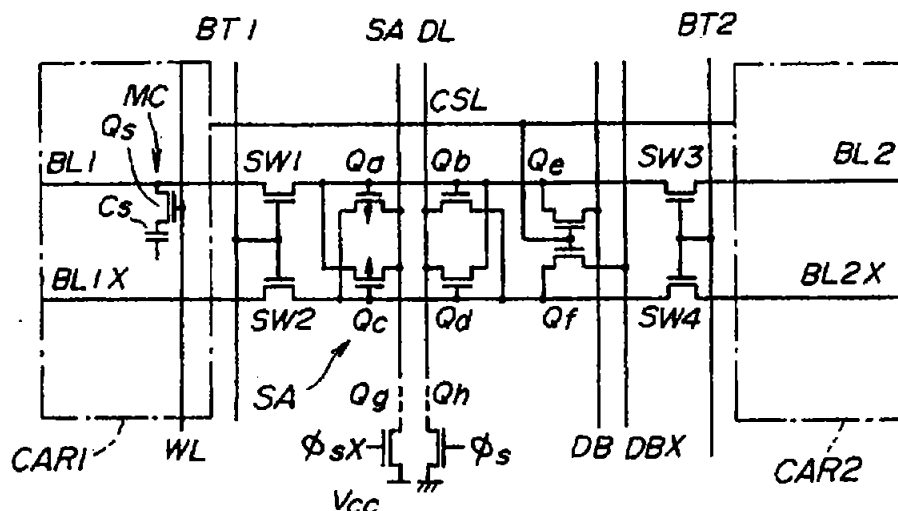 BT1 SA DL BT2
MC CSL
Qs
BL1 SW1 Qa Qb Qe SW3 BL2
Cs
BL1X BL2X
SW2 Qc Qd Qf SW4
SA Qg Qh
CAR1 WL ϕsX ϕs DB DBX CAR2
Vcc